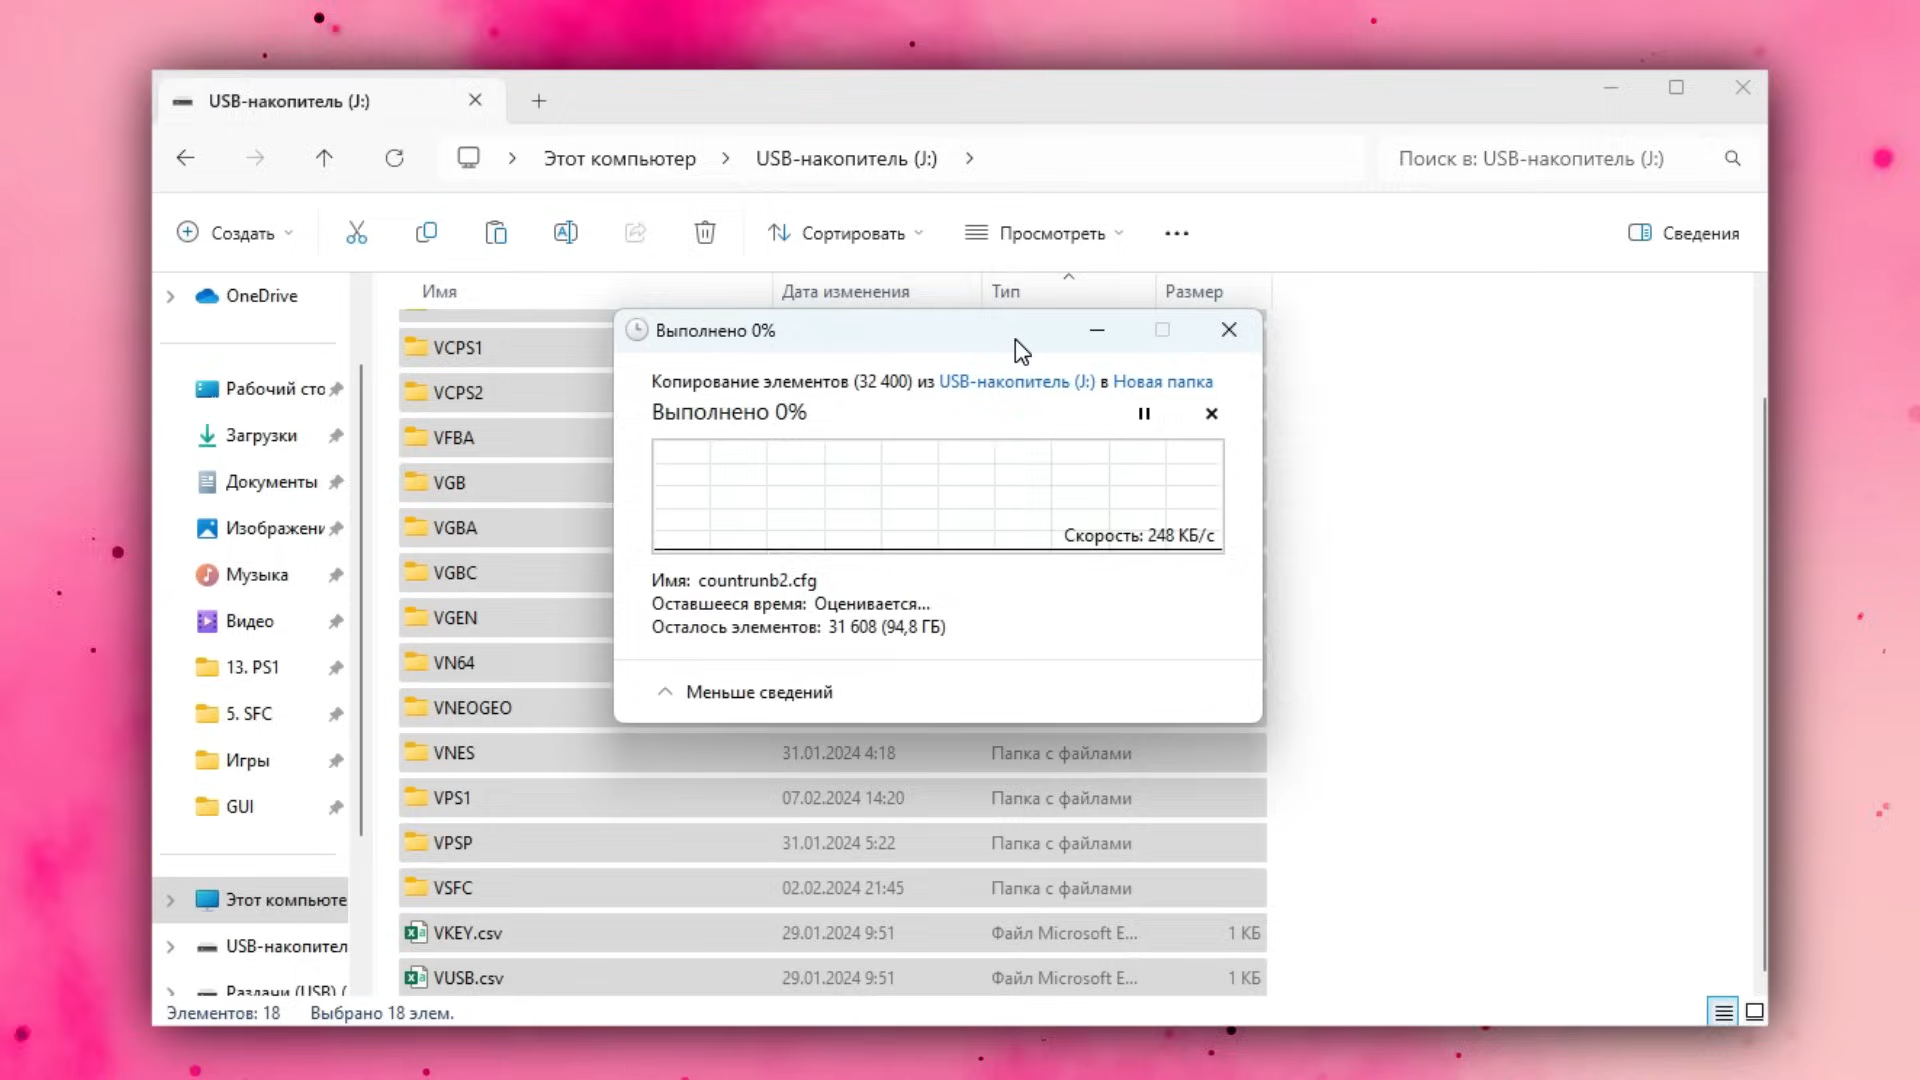 USB-накопитель (J:)
Этот компьютер
USB-накопитель (J:)
Поиск в: USB-накопитель (J:)
Создать
Сортировать
Просмотреть
Сведения
OneDrive
Рабочий сто
Загрузки
Документы
Изображени
Музыка
Видео
13. PS1
5. SFC
Игры
GUI
Этот компьюте
USB-накопител
Раздачи (USB) (
Имя Дата изменения Тип Размер
VCPS1
VCPS2
VFBA
VGB
VGBA
VGBC
VGEN
VN64
VNEOGEO
VNES 31.01.2024 4:18 Папка с файлами
VPS1 07.02.2024 14:20 Папка с файлами
VPSP 31.01.2024 5:22 Папка с файлами
VSFC 02.02.2024 21:45 Папка с файлами
VKEY.csv 29.01.2024 9:51 Файл Microsoft E... 1 КБ
VUSB.csv 29.01.2024 9:51 Файл Microsoft E... 1 КБ
Выполнено 0%
Копирование элементов (32 400) из USB-накопитель (J:) в Новая папка
Выполнено 0%
Скорость: 248 КБ/с
Имя: countrunb2.cfg
Оставшееся время: Оценивается...
Осталось элементов: 31 608 (94,8 ГБ)
Меньше сведений
Элементов: 18 Выбрано 18 элем.